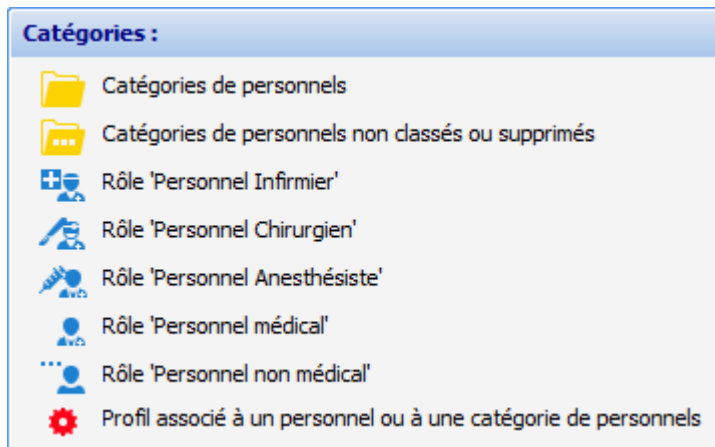 Catégories :
Catégories de personnels
Catégories de personnels non classés ou supprimés
Rôle 'Personnel Infirmier'
Rôle 'Personnel Chirurgien'
Rôle 'Personnel Anesthésiste'
Rôle 'Personnel médical'
Rôle 'Personnel non médical'
Profil associé à un personnel ou à une catégorie de personnels